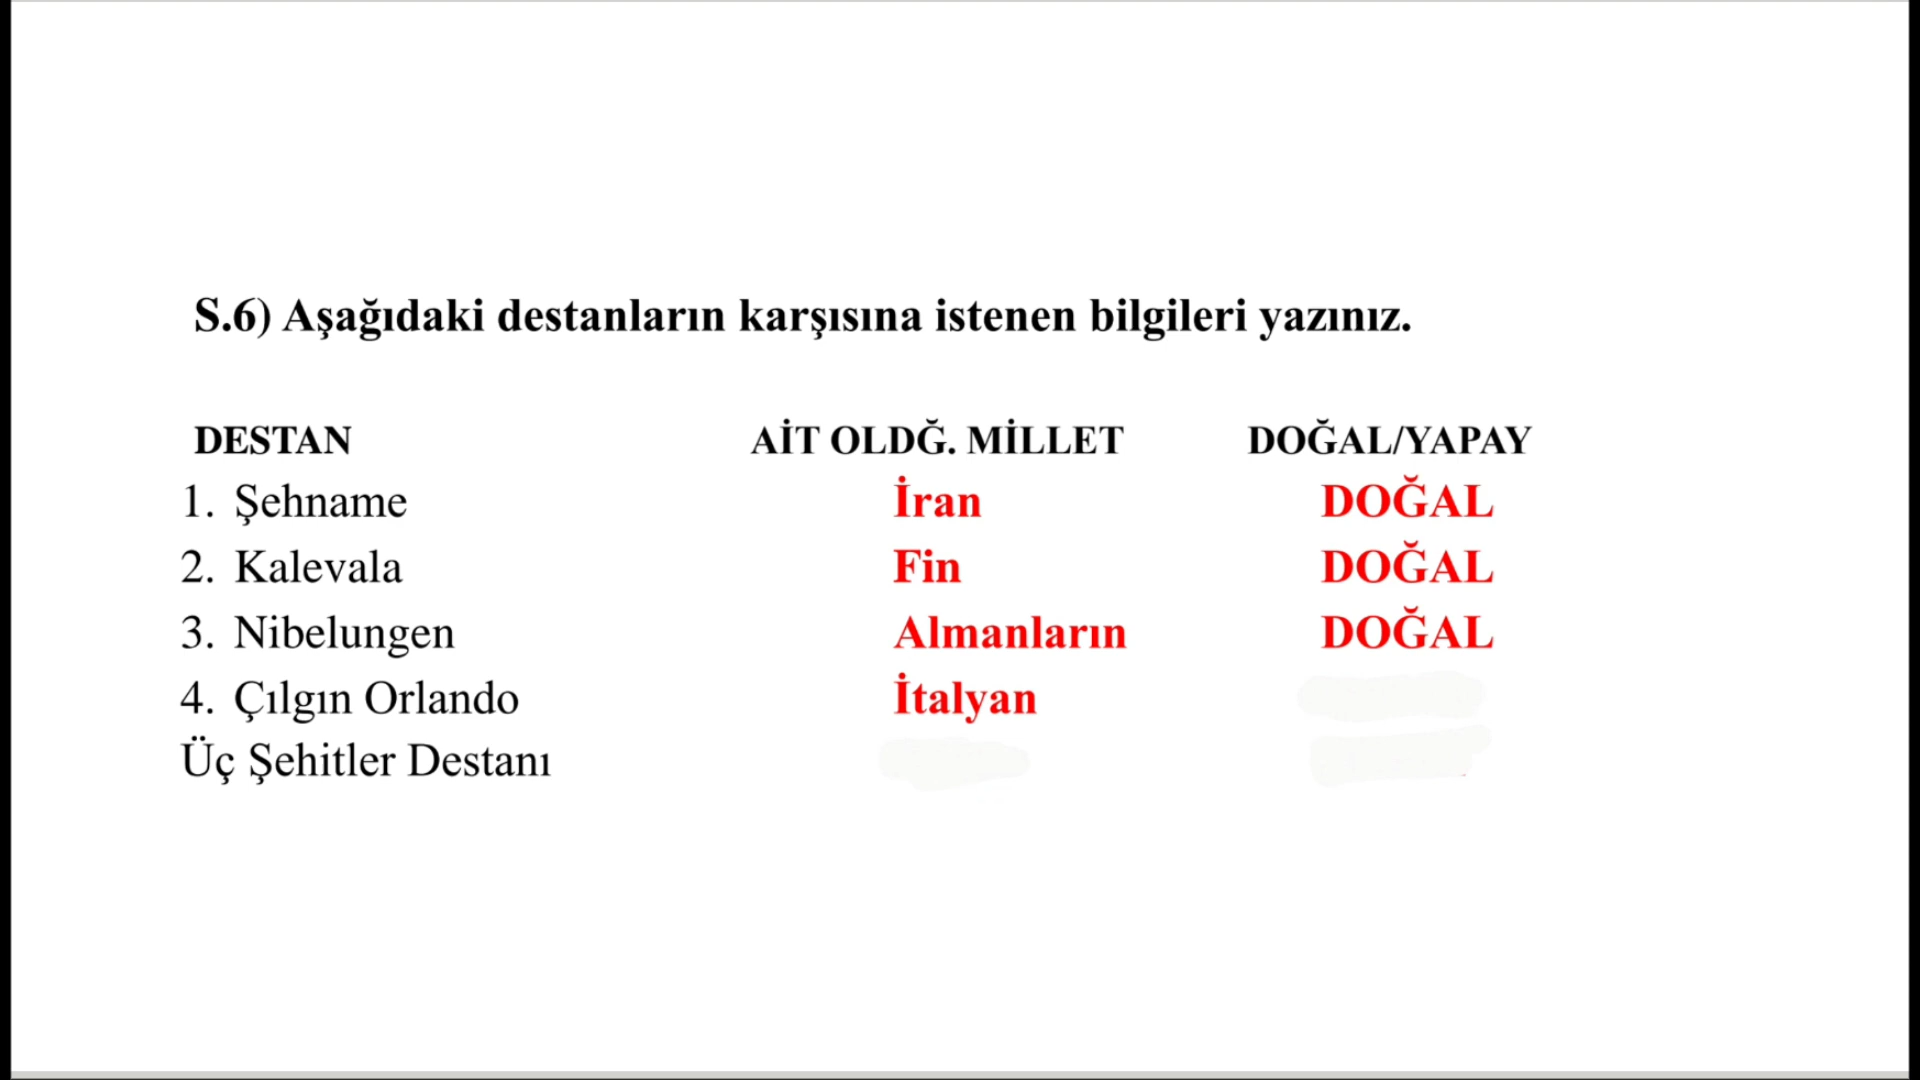 S.6) Aşağıdaki destanların karşısına istenen bilgileri yazınız.
DESTAN AİT OLDĞ. MİLLET DOĞAL/YAPAY
1. Şehname İran DOĞAL
2. Kalevala Fin DOĞAL
3. Nibelungen Almanların DOĞAL
4. Çılgın Orlando İtalyan
Üç Şehitler Destanı